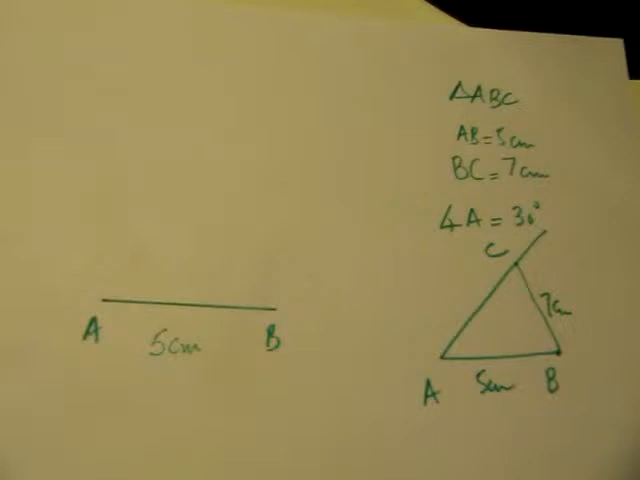 △ABC
AB=5cm
BC=7cm
∡A=30°
C
7cm
A 5cm B
A 5cm B